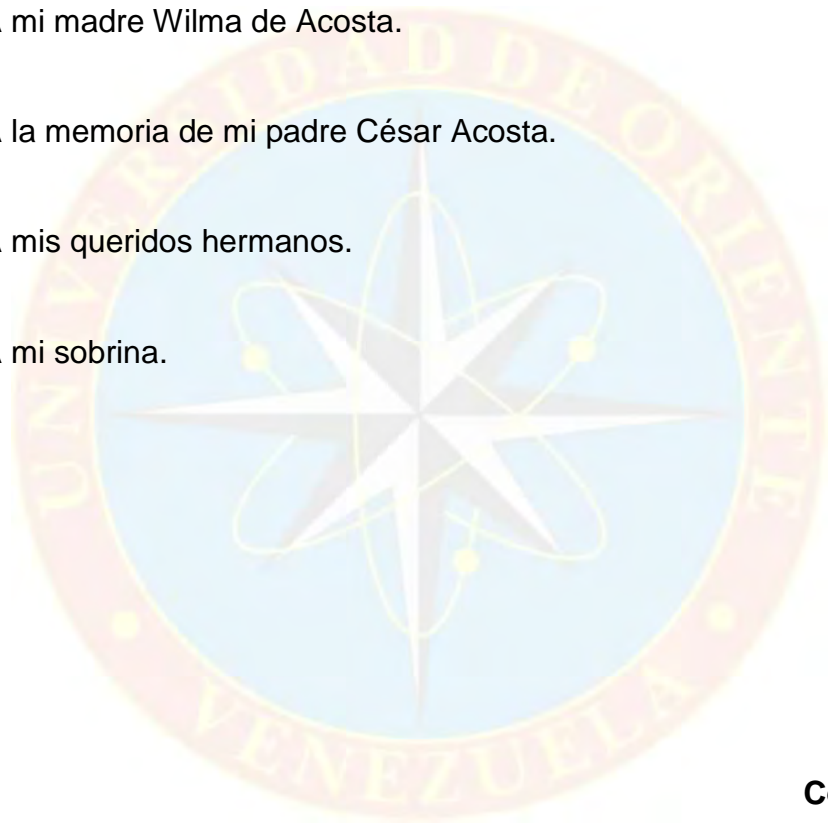 mi madre Wilma de Acosta.
la memoria de mi padre César Acosta.
mis queridos hermanos.
mi sobrina.
UNIVERSIDAD DE ORIENTE
VENEZUELA